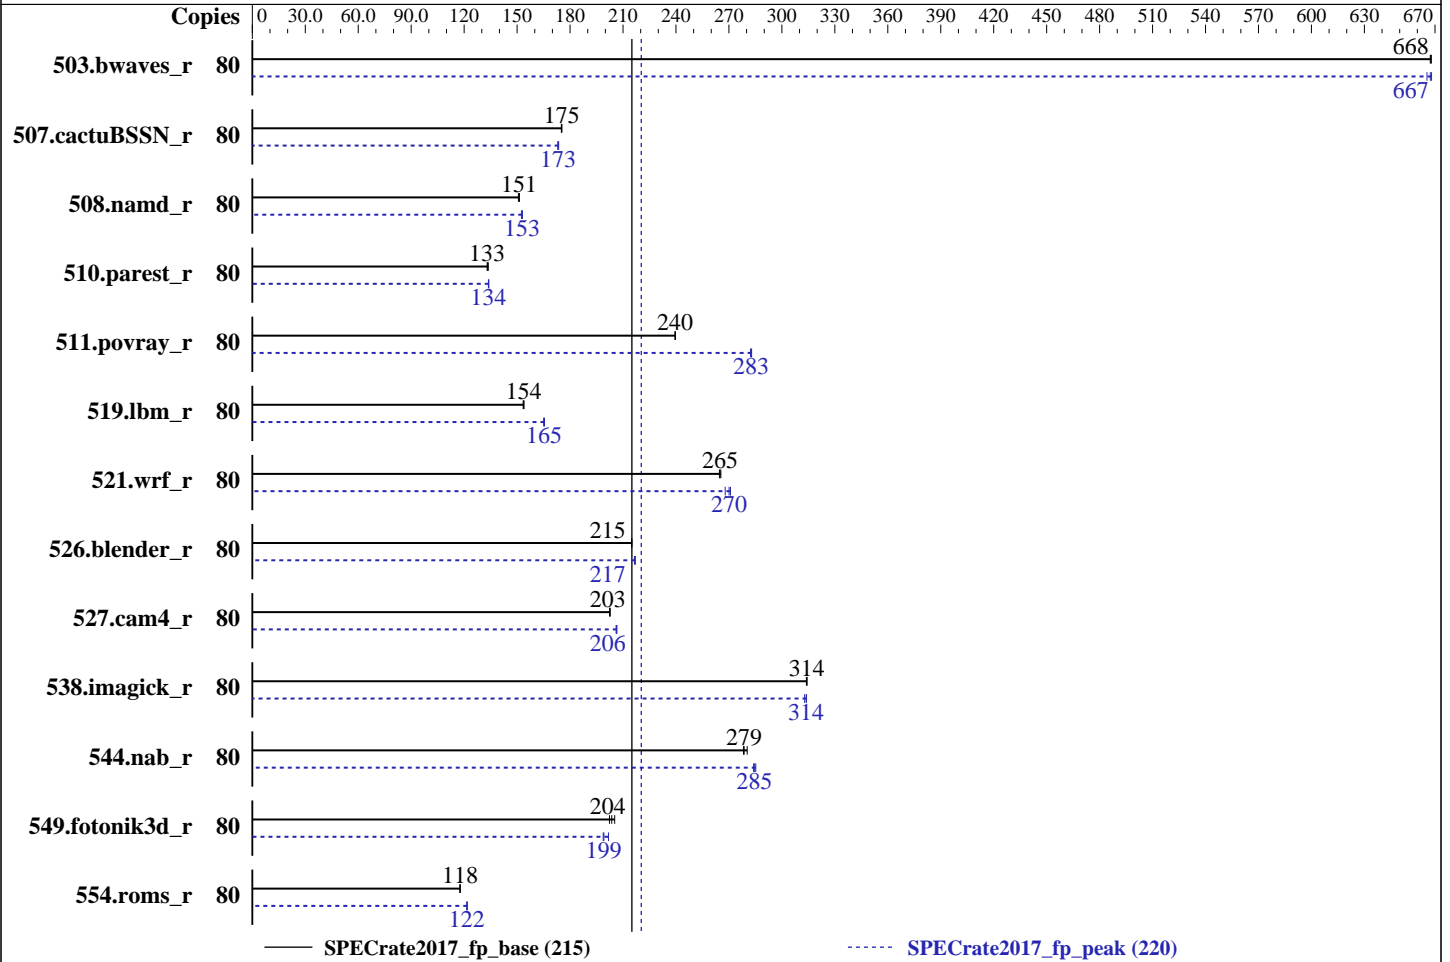 Copies 0 30.0 60.0 90.0 120 150 180 210 240 270 300 330 360 390 420 450 480 510 540 570 600 630 670
668
503.bwaves_r 80
667
175
507.cactuBSSN_r 80
173
151
508.namd_r 80
153
133
510.parest_r 80
134
240
511.povray_r 80
283
154
519.lbm_r 80
165
265
521.wrf_r 80
270
215
526.blender_r 80
217
203
527.cam4_r 80
206
314
538.imagick_r 80
314
279
544.nab_r 80
285
204
549.fotonik3d_r 80
199
118
554.roms_r 80
122
SPECrate2017_fp_base (215) SPECrate2017_fp_peak (220)